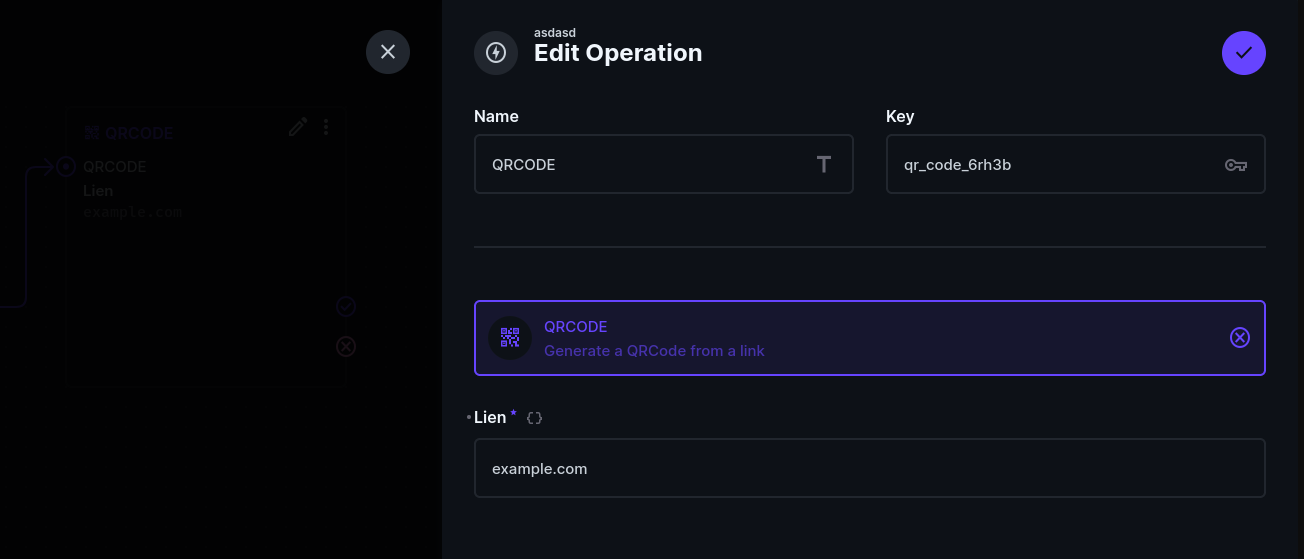 asdasd
Edit Operation
QRCODE
QRCODE
Lien
example.com
Name
Key
QRCODE
qr_code_6rh3b
QRCODE
Generate a QRCode from a link
Lien *
example.com